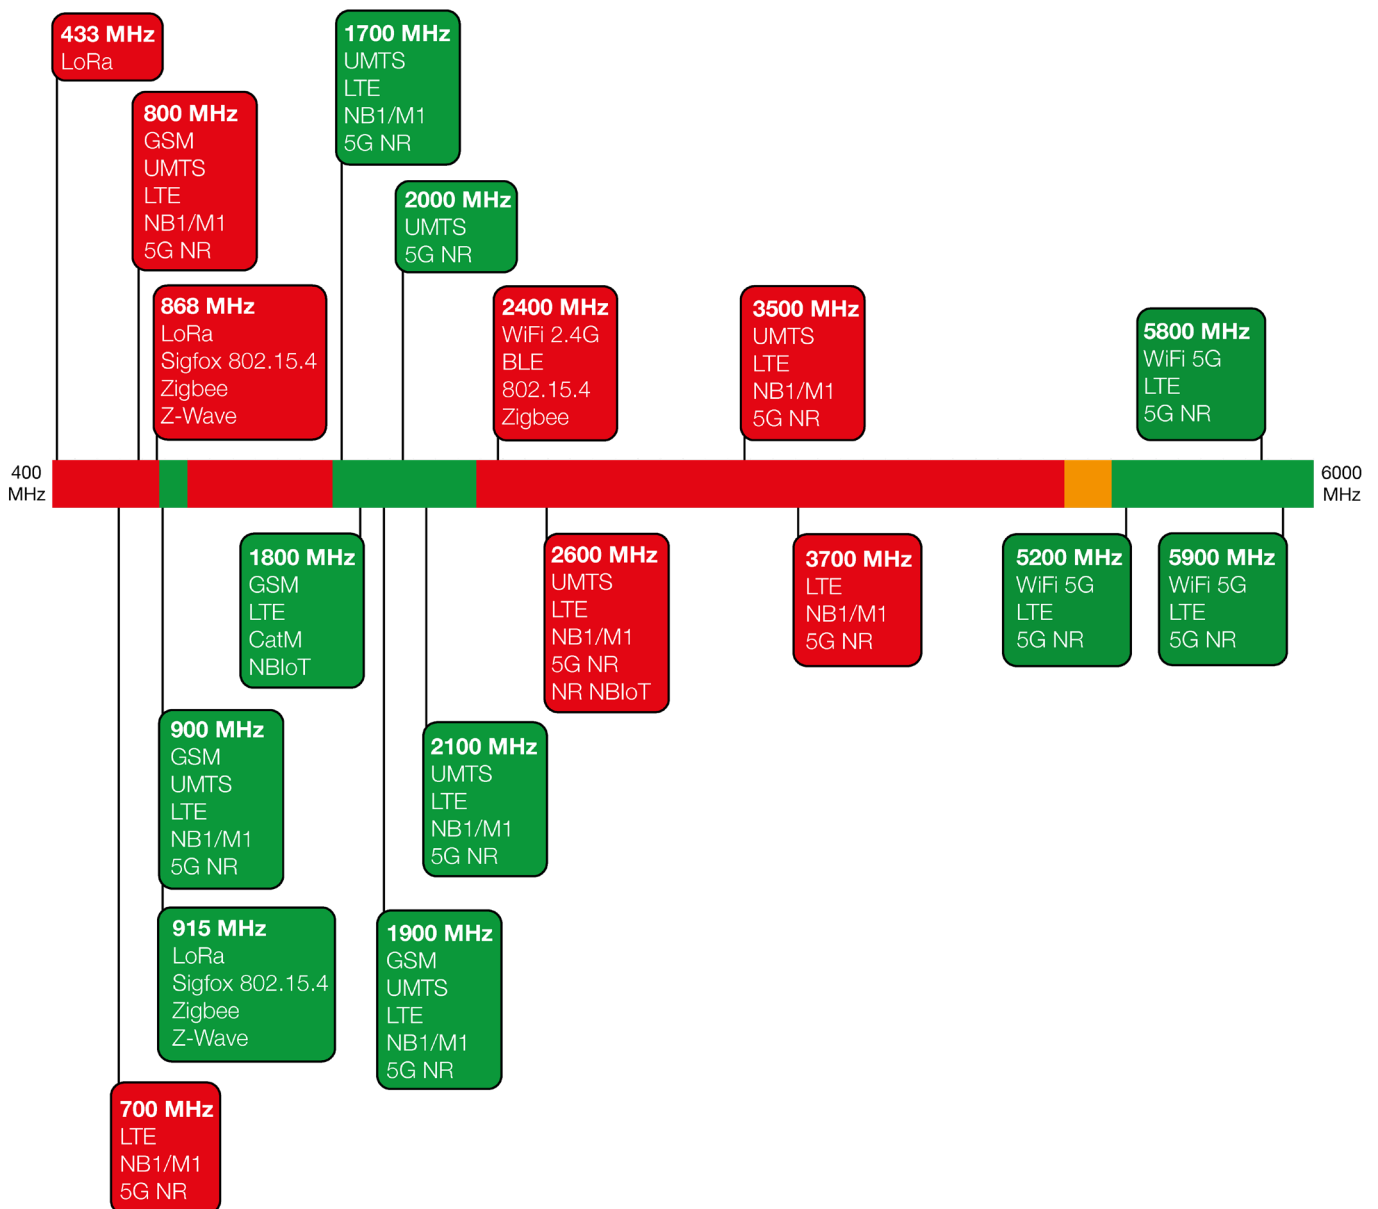 433 MHz
LoRa
800 MHz
GSM
UMTS
LTE
NB1/M1
5G NR
868 MHz
LoRa
Sigfox 802.15.4
Zigbee
Z-Wave
1700 MHz
UMTS
LTE
NB1/M1
5G NR
2000 MHz
UMTS
5G NR
2400 MHz
WiFi 2.4G
BLE
802.15.4
Zigbee
3500 MHz
UMTS
LTE
NB1/M1
5G NR
5800 MHz
WiFi 5G
LTE
5G NR
400
MHz
6000
MHz
1800 MHz
GSM
LTE
CatM
NBIoT
2600 MHz
UMTS
LTE
NB1/M1
5G NR
NR NBIoT
3700 MHz
LTE
NB1/M1
5G NR
5200 MHz
WiFi 5G
LTE
5G NR
5900 MHz
WiFi 5G
LTE
5G NR
900 MHz
GSM
UMTS
LTE
NB1/M1
5G NR
2100 MHz
UMTS
LTE
NB1/M1
5G NR
915 MHz
LoRa
Sigfox 802.15.4
Zigbee
Z-Wave
1900 MHz
GSM
UMTS
LTE
NB1/M1
5G NR
700 MHz
LTE
NB1/M1
5G NR